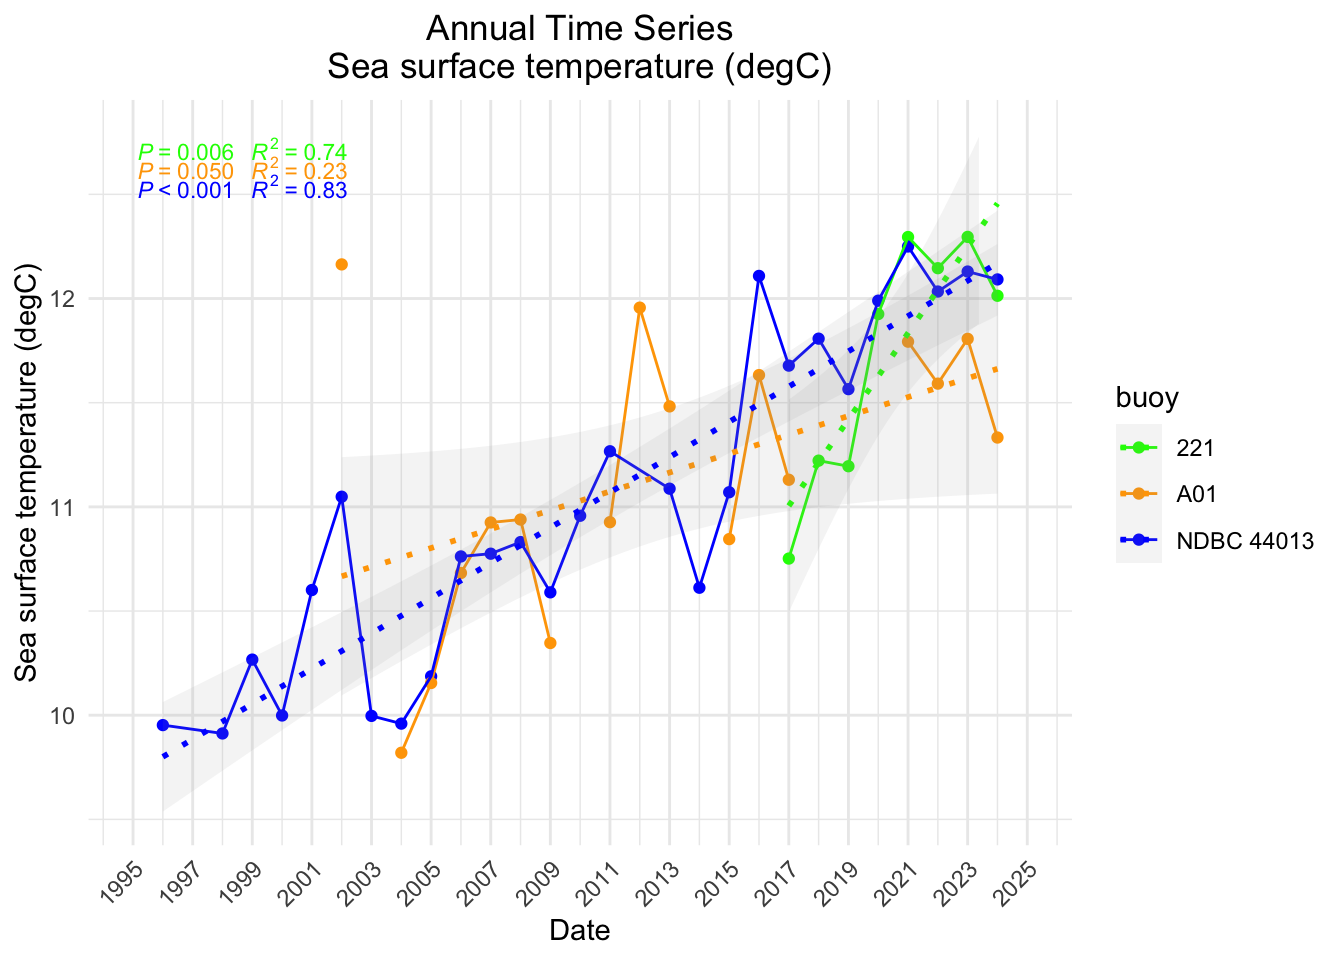 Annual Time Series
Sea surface temperature (degC)
P = 0.006 R² = 0.74
P = 0.050 R² = 0.23
P < 0.001 R² = 0.83
Sea surface temperature (degC)
12
11
10
1995 1997 1999 2001 2003 2005 2007 2009 2011 2013 2015 2017 2019 2021 2023 2025
Date
buoy
221
A01
NDBC 44013